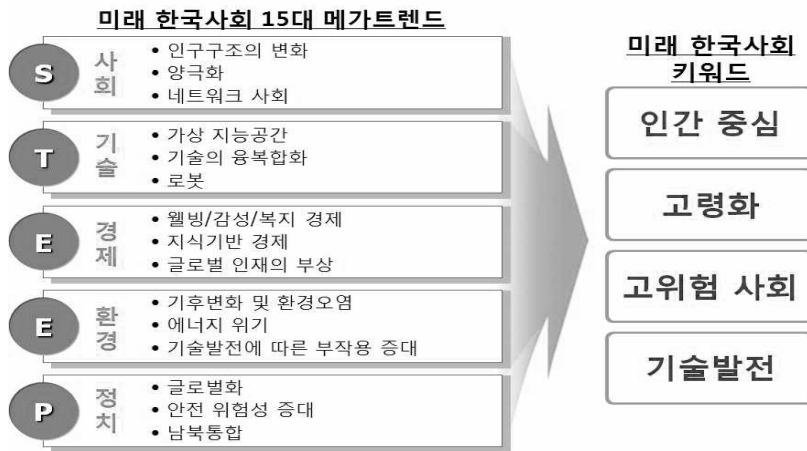 미래 한국사회 15대 메가트렌드
S
사회
• 인구구조의 변화
• 양극화
• 네트워크 사회
T
기술
• 가상 지능공간
• 기술의 융복합화
• 로봇
E
경제
• 웰빙/감성/복지 경제
• 지식기반 경제
• 글로벌 인재의 부상
E
환경
• 기후변화 및 환경오염
• 에너지 위기
• 기술발전에 따른 부작용 증대
P
정치
• 글로벌화
• 안전 위험성 증대
• 남북통합
미래 한국사회
키워드
인간 중심
고령화
고위험 사회
기술발전